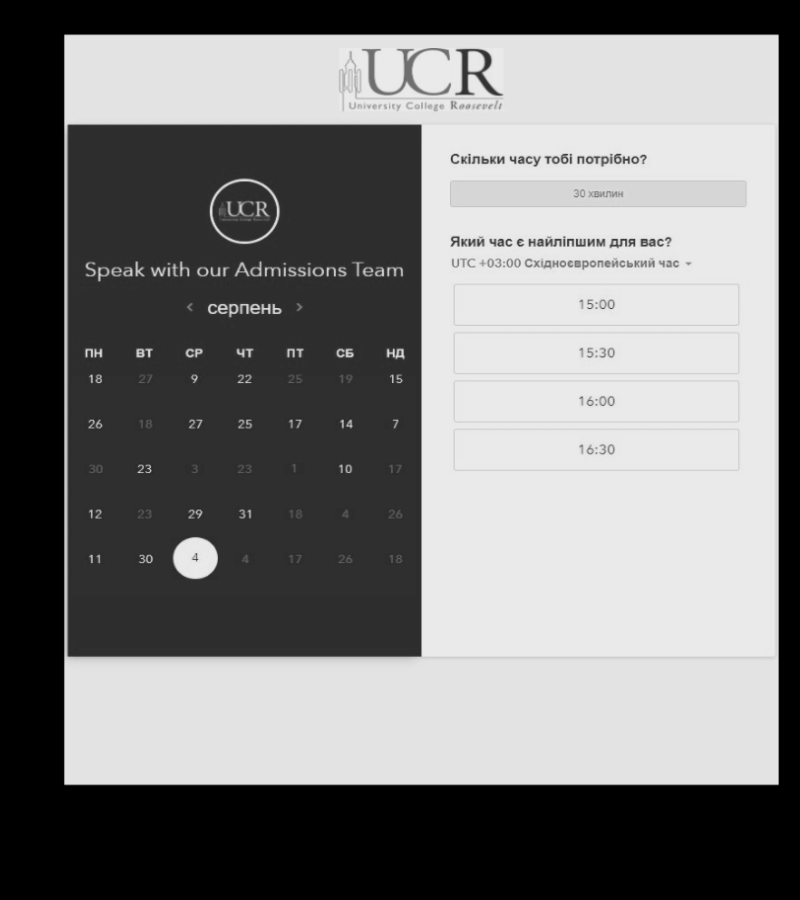 UCR
University College Roosevelt
UCR
Speak with our Admissions Team
< серпень >
ПН ВТ СР ЧТ ПТ СБ НД
18 27 9 22 25 19 15
26 18 27 25 17 14 7
30 23 3 23 1 10 17
12 23 29 31 18 4 26
11 30 4 4 17 26 18
Скільки часу тобі потрібно?
30 хвилин
Який час є найліпшим для вас?
UTC +03:00 Східноєвропейський час
15:00
15:30
16:00
16:30